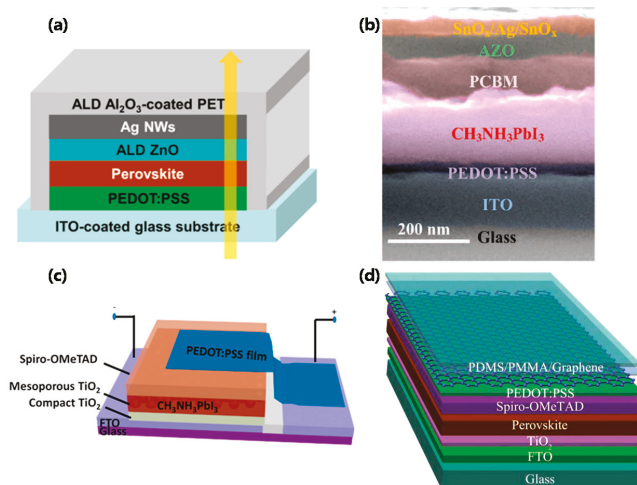 (a)
ALD Al₂O₃-coated PET
Ag NWs
ALD ZnO
Perovskite
PEDOT:PSS
ITO-coated glass substrate
(b)
SnOₓ/Ag/SnOₓ
AZO
PCBM
CH₃NH₃PbI₃
PEDOT:PSS
ITO
200 nm
Glass
(c)
-
+
PEDOT:PSS film
Spiro-OMeTAD
Mesoporous TiO₂
CH₃NH₃PbI₃
Compact TiO₂
FTO
Glass
(d)
PDMS/PMMA/Graphene
PEDOT:PSS
Spiro-OMeTAD
Perovskite
TiO₂
FTO
Glass